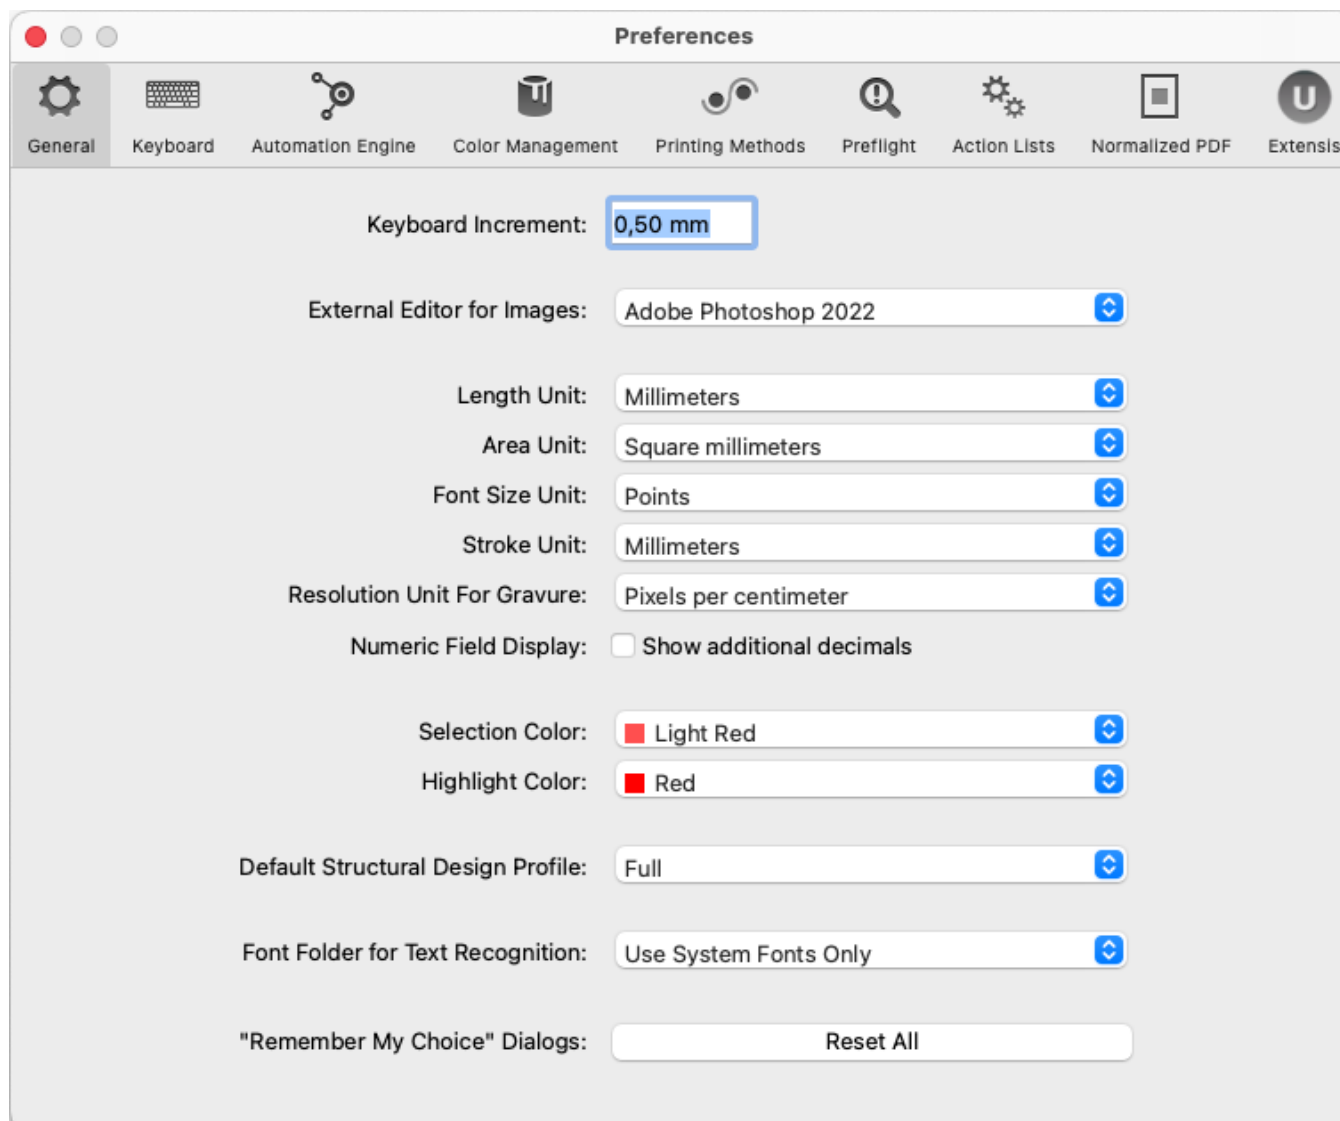 Preferences
General Keyboard Automation Engine Color Management Printing Methods Preflight Action Lists Normalized PDF Extensis
Keyboard Increment: 0,50 mm
External Editor for Images: Adobe Photoshop 2022
Length Unit: Millimeters
Area Unit: Square millimeters
Font Size Unit: Points
Stroke Unit: Millimeters
Resolution Unit For Gravure: Pixels per centimeter
Numeric Field Display: Show additional decimals
Selection Color: Light Red
Highlight Color: Red
Default Structural Design Profile: Full
Font Folder for Text Recognition: Use System Fonts Only
"Remember My Choice" Dialogs: Reset All